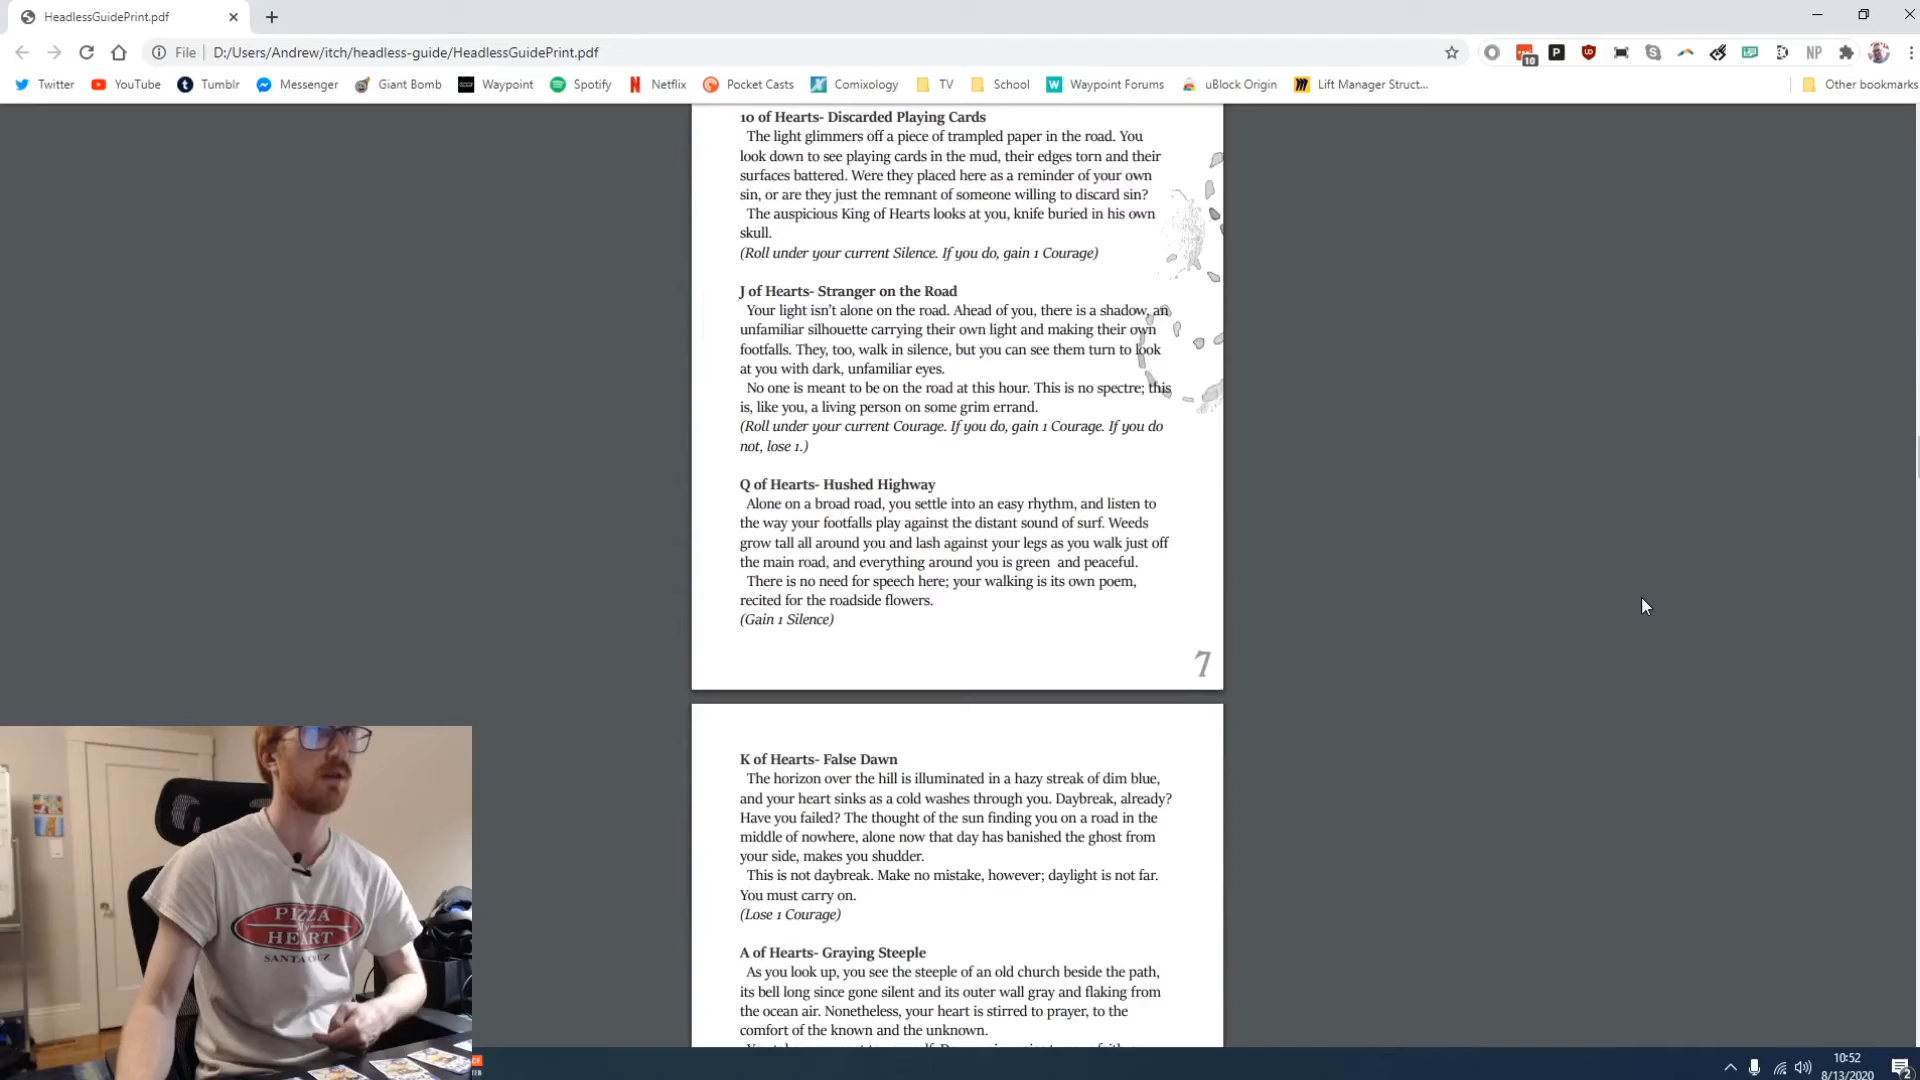 HeadlessGuidePrint.pdf
File
D:/Users/Andrew/itch/headless-guide/HeadlessGuidePrint.pdf
10
NP
Twitter
YouTube
Tumblr
Messenger
Giant Bomb
Waypoint
Spotify
Netflix
Pocket Casts
Comixology
TV
School
Waypoint Forums
uBlock Origin
Lift Manager Struct...
Other bookmarks
10 of Hearts- Discarded Playing Cards
The light glimmers off a piece of trampled paper in the road. You
look down to see playing cards in the mud, their edges torn and their
surfaces battered. Were they placed here as a reminder of your own
sin, or are they just the remnant of someone willing to discard sin?
The auspicious King of Hearts looks at you, knife buried in his own
skull.
(Roll under your current Silence. If you do, gain 1 Courage)
J of Hearts- Stranger on the Road
Your light isn't alone on the road. Ahead of you, there is a shadow, an
unfamiliar silhouette carrying their own light and making their own
footfalls. They, too, walk in silence, but you can see them turn to look
at you with dark, unfamiliar eyes.
No one is meant to be on the road at this hour. This is no spectre; this
is, like you, a living person on some grim errand.
(Roll under your current Courage. If you do, gain 1 Courage. If you do
not, lose 1.)
Q of Hearts- Hushed Highway
Alone on a broad road, you settle into an easy rhythm, and listen to
the way your footfalls play against the distant sound of surf. Weeds
grow tall all around you and lash against your legs as you walk just off
the main road, and everything around you is green and peaceful.
There is no need for speech here; your walking is its own poem,
recited for the roadside flowers.
(Gain 1 Silence)
7
K of Hearts- False Dawn
The horizon over the hill is illuminated in a hazy streak of dim blue,
and your heart sinks as a cold washes through you. Daybreak, already?
Have you failed? The thought of the sun finding you on a road in the
middle of nowhere, alone now that day has banished the ghost from
your side, makes you shudder.
This is not daybreak. Make no mistake, however; daylight is not far.
You must carry on.
(Lose 1 Courage)
A of Hearts- Graying Steeple
As you look up, you see the steeple of an old church beside the path,
its bell long since gone silent and its outer wall gray and flaking from
the ocean air. Nonetheless, your heart is stirred to prayer, to the
comfort of the known and the unknown.
PIZZA
My
HEART
SANTA CRUZ
10:52
8/13/2020
2